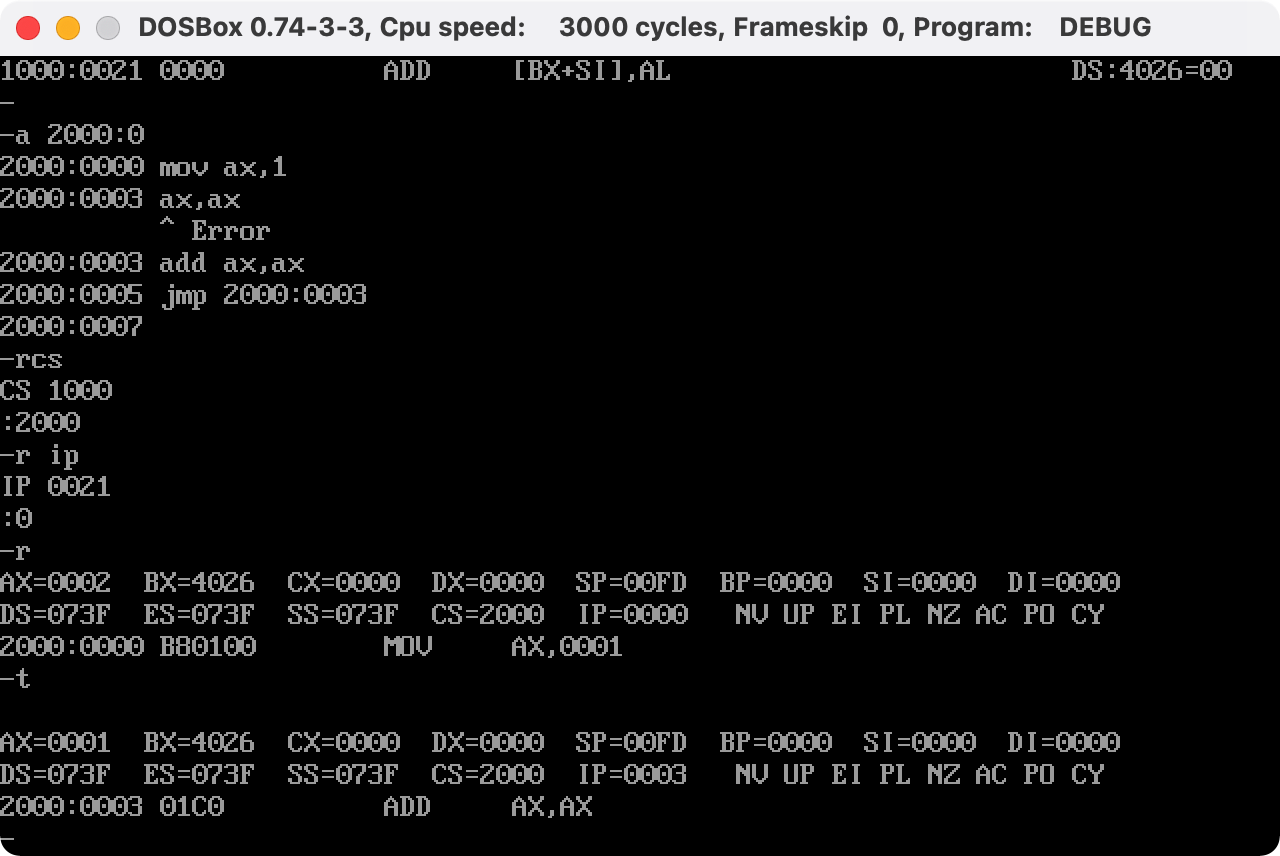 DOSBox 0.74-3-3, Cpu speed:    3000 cycles, Frameskip  0, Program:   DEBUG
1000:0021 0000          ADD     [BX+SI],AL                         DS:4026=00
-
-a 2000:0
2000:0000 mov ax,1
2000:0003 ax,ax
          ^ Error
2000:0003 add ax,ax
2000:0005 jmp 2000:0003
2000:0007
-rcs
CS 1000
:2000
-r ip
IP 0021
:0
-r
AX=0002  BX=4026  CX=0000  DX=0000  SP=00FD  BP=0000  SI=0000  DI=0000
DS=073F  ES=073F  SS=073F  CS=2000  IP=0000   NV UP EI PL NZ AC PO CY
2000:0000 B80100        MOV     AX,0001
-t
AX=0001  BX=4026  CX=0000  DX=0000  SP=00FD  BP=0000  SI=0000  DI=0000
DS=073F  ES=073F  SS=073F  CS=2000  IP=0003   NV UP EI PL NZ AC PO CY
2000:0003 01C0          ADD     AX,AX
-